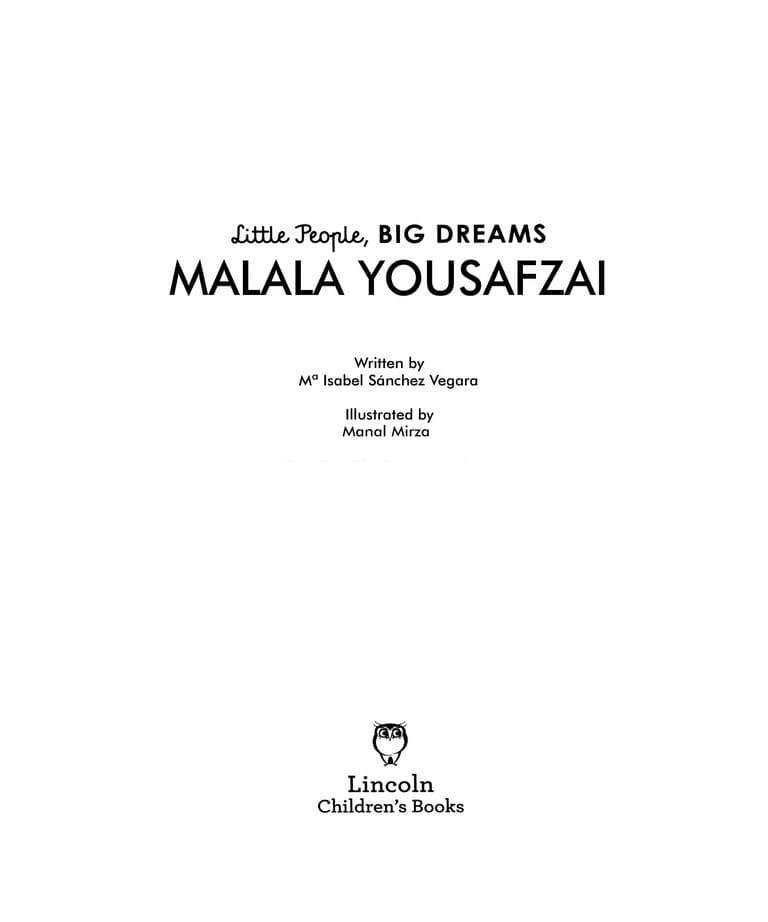 Little People, BIG DREAMS
MALALA YOUSAFZAI
Written by
Mª Isabel Sánchez Vegara
Illustrated by
Manal Mirza
Lincoln
Children's Books